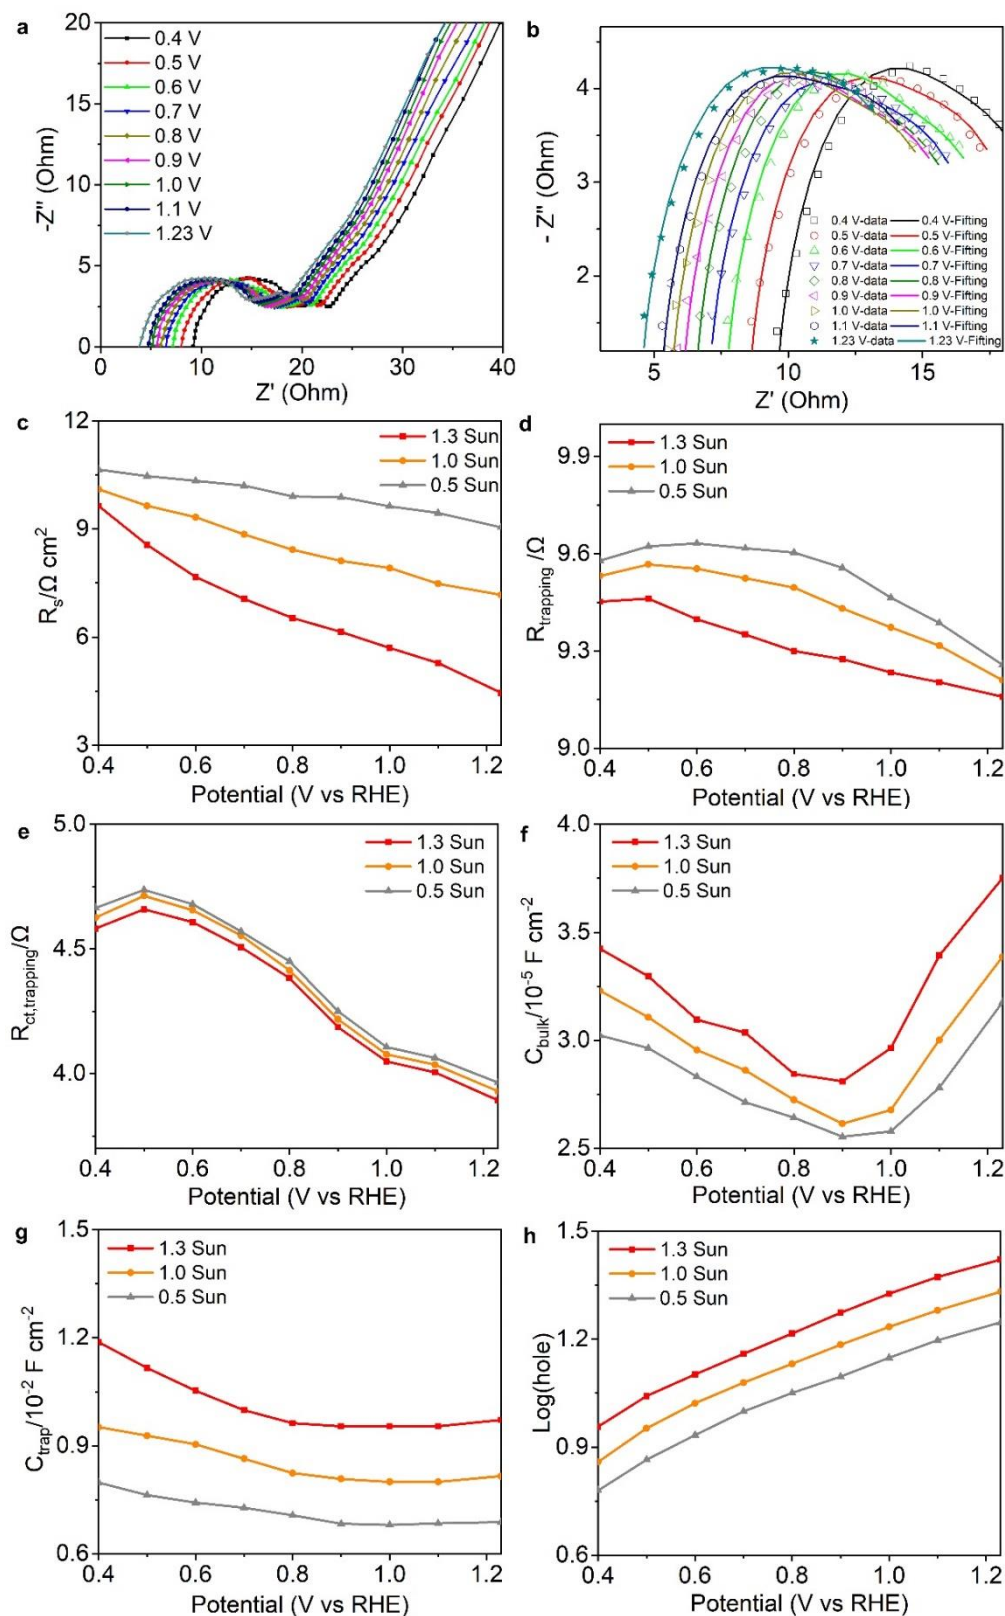 a
0.4 V
0.5 V
0.6 V
0.7 V
0.8 V
0.9 V
1.0 V
1.1 V
1.23 V
20
15
10
5
0
-Z" (Ohm)
0 10 20 30 40
Z' (Ohm)
b
4
3
2
- Z" (Ohm)
0.4 V-data 0.4 V-Fifting
0.5 V-data 0.5 V-Fitting
0.6 V-data 0.6 V-Fitting
0.7 V-data 0.7 V-Fitting
0.8 V-data 0.8 V-Fitting
0.9 V-data 0.9 V-Fitting
1.0 V-data 1.0 V-Fitting
1.1 V-data 1.1 V-Fitting
1.23 V-data 1.23 V-Fitting
5 10 15
Z' (Ohm)
c
1.3 Sun
1.0 Sun
0.5 Sun
12
9
6
3
Rs/Ω cm2
0.4 0.6 0.8 1.0 1.2
Potential (V vs RHE)
d
1.3 Sun
1.0 Sun
0.5 Sun
9.9
9.6
9.3
9.0
Rtrapping /Ω
0.4 0.6 0.8 1.0 1.2
Potential (V vs RHE)
e
1.3 Sun
1.0 Sun
0.5 Sun
5.0
4.5
4.0
Rct,trapping/Ω
0.4 0.6 0.8 1.0 1.2
Potential (V vs RHE)
f
1.3 Sun
1.0 Sun
0.5 Sun
4.0
3.5
3.0
2.5
Cbulk/10-5 F cm-2
0.4 0.6 0.8 1.0 1.2
Potential (V vs RHE)
g
1.3 Sun
1.0 Sun
0.5 Sun
1.5
1.2
0.9
0.6
Ctrap/10-2 F cm-2
0.4 0.6 0.8 1.0 1.2
Potential (V vs RHE)
h
1.3 Sun
1.0 Sun
0.5 Sun
1.5
1.2
0.9
0.6
Log(hole)
0.4 0.6 0.8 1.0 1.2
Potential (V vs RHE)